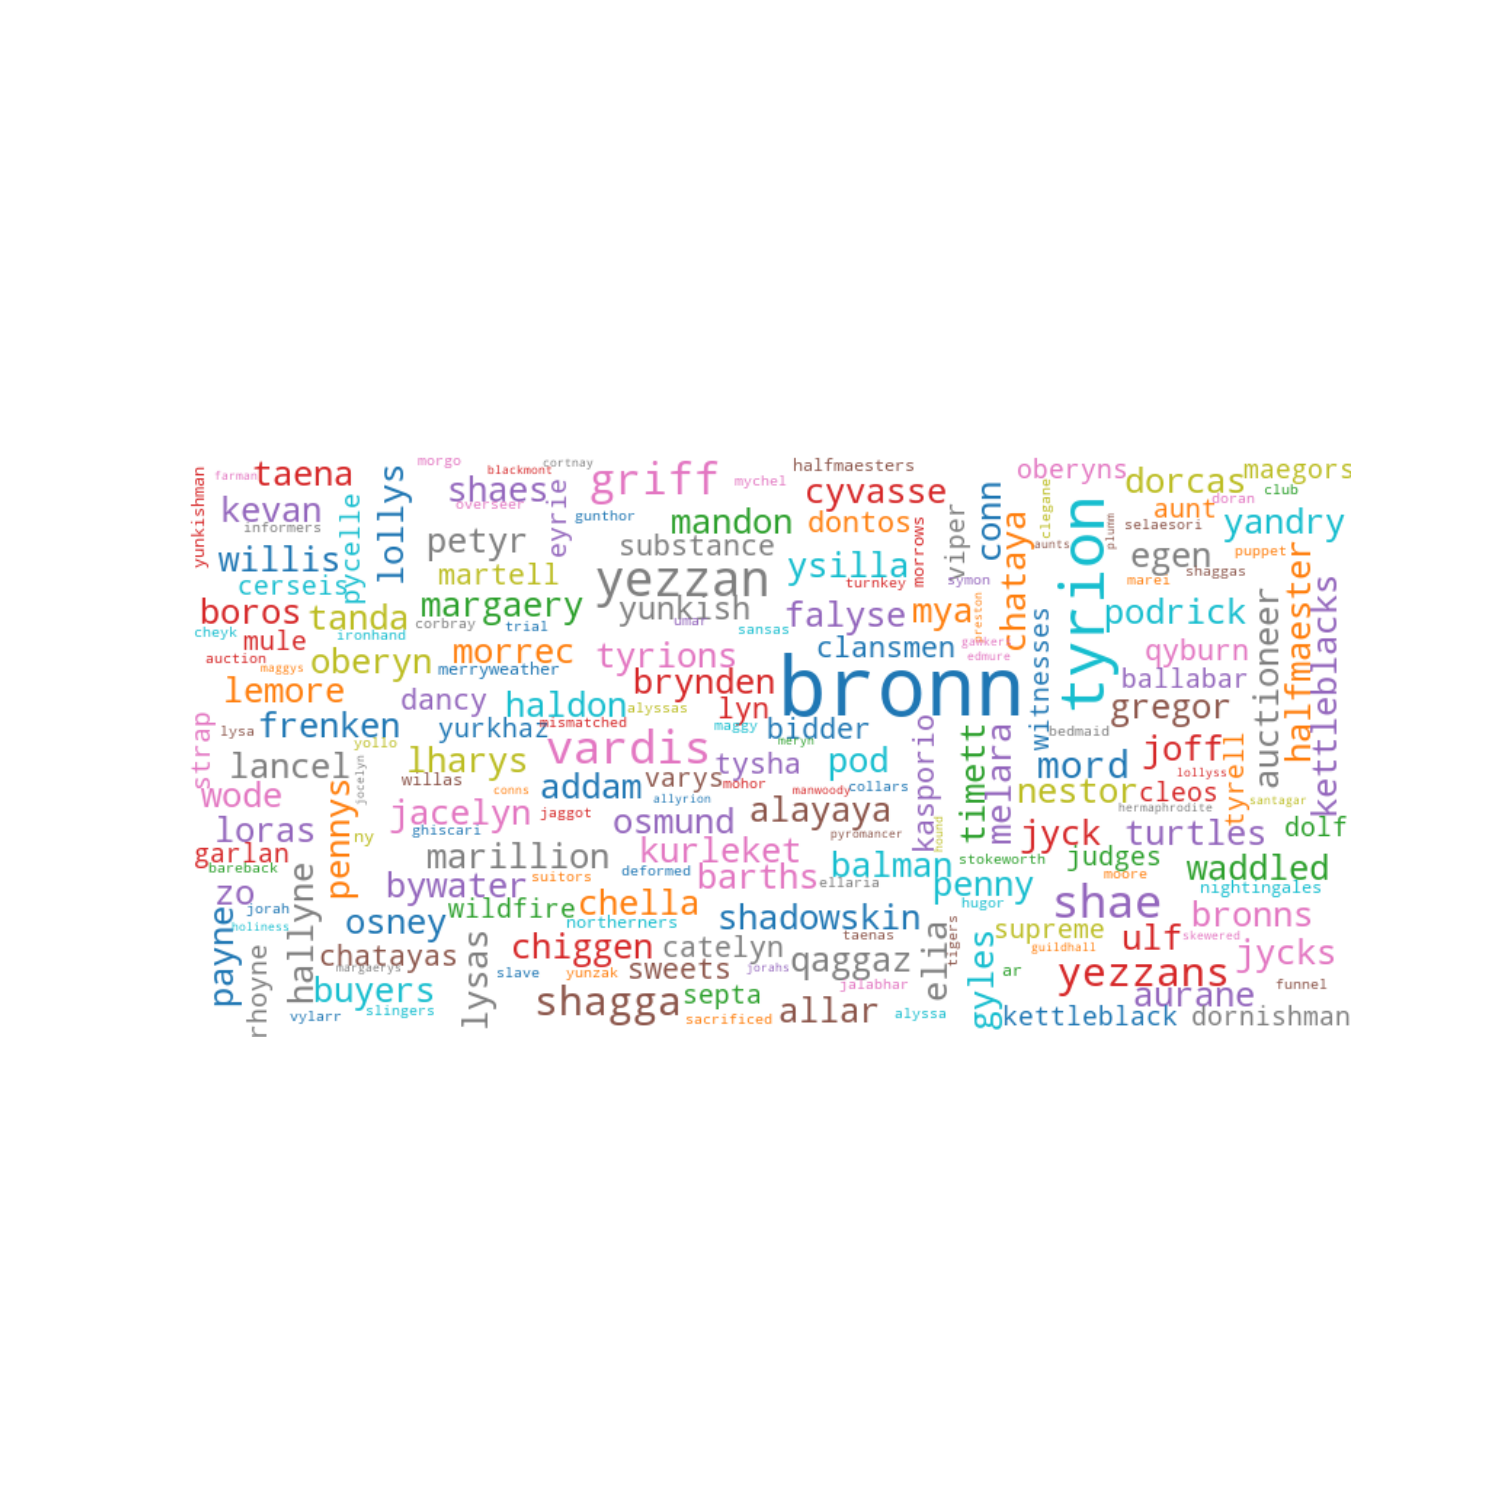 yunkishman
farman
taena
lollys
morgo
blackmont
cortnay
griff
mychel
halfmaesters
oberyns
dorcas
maegors
kevan
informers
pycelle
shaes
overseer
eyrie
gunthor
mandon
cyvasse
dontos
morrows
viper
conn
chataya
clegane
aunts
tyrion
plumm
selaesori
aunt
doran
club
yandry
willis
cerseis
petyr
martell
substance
yezzan
yunkish
ysilla
turnkey
symon
egen
marei
shaggas
puppet
halfmaester
boros
cheyk
mule
tanda
ironhand
margaery
corbray
trial
umar
sansas
falyse
mya
preston
gawker
edmure
witnesses
podrick
auctioneer
kettleblacks
auction
maggys
oberyn
morrec
merryweather
tyrions
brynden
clansmen
bronn
qyburn
ballabar
lemore
dancy
haldon
alyssas
lyn
gregor
strap
lysa
frenken
yollo
yurkhaz
mismatched
vardis
maggy
bidder
meryn
kasporio
timett
melara
bedmaid
joff
lollyss
tyrell
lancel
jocelyn
lharys
willas
conns
addam
varys
mohor
tysha
pod
manwoody
collars
mord
nestor
cleos
hermaphrodite
santagar
wode
pennys
jacelyn
jaggot
allyrion
alayaya
loras
ny
ghiscari
osmund
pyromancer
hound
jyck
turtles
dolf
garlan
bareback
marillion
kurleket
balman
stokeworth
judges
moore
waddled
zo
hallyne
bywater
suitors
deformed
barths
ellaria
penny
hugor
shae
nightingales
payne
jorah
holiness
osney
wildfire
chella
northerners
shadowskin
taenas
elia
tigers
gyles
supreme
guildhall
ulf
bronns
skewered
rhoyne
chatayas
margaerys
lysas
chiggen
catelyn
qaggaz
jycks
buyers
slave
yunzak
sweets
jorahs
jalabhar
ar
yezzans
funnel
vylarr
slingers
shagga
septa
sacrificed
allar
alyssa
kettleblack
aurane
dornishman